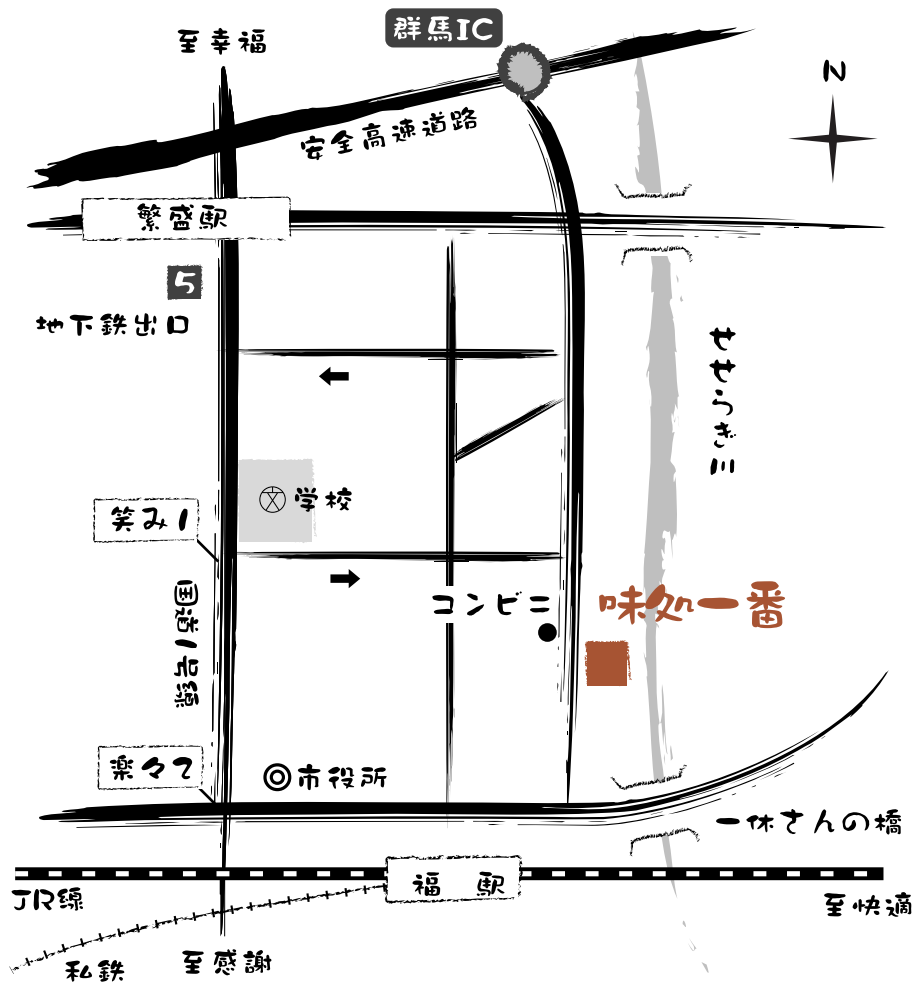 群馬IC
至幸福
N
安全高速道路
繁盛駅
5
地下鉄出口
せせらぎ川
学校
文
笑み1
国道1号線
コンビニ
味処一番
楽々て
市役所
一休さんの橋
福 駅
JR線
至快適
私鉄
至感謝